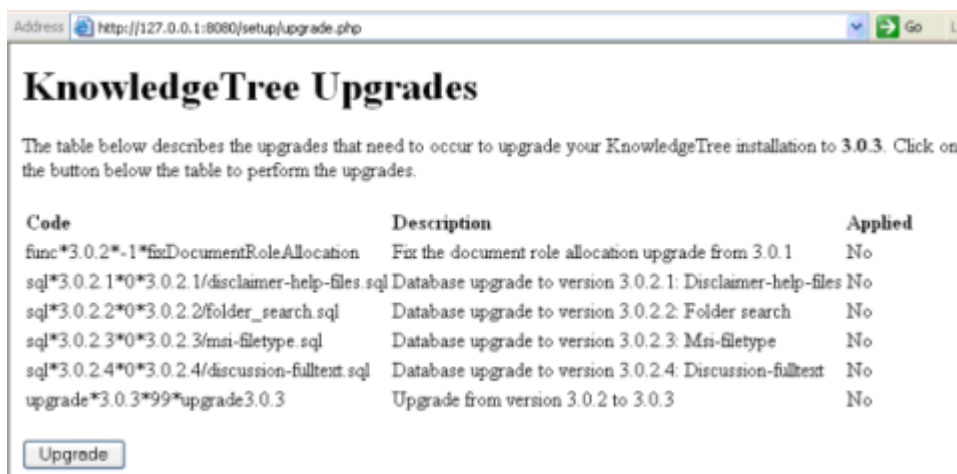 Address http://127.0.0.1:8080/setup/upgrade.php Go L
KnowledgeTree Upgrades
The table below describes the upgrades that need to occur to upgrade your KnowledgeTree installation to 3.0.3. Click on
the button below the table to perform the upgrades.
Code Description Applied
func*3.0.2*-1*fixDocumentRoleAllocation Fix the document role allocation upgrade from 3.0.1 No
sql*3.0.2.1*0*3.0.2.1/disclaimer-help-files.sql Database upgrade to version 3.0.2.1: Disclaimer-help-files No
sql*3.0.2.2*0*3.0.2.2/folder_search.sql Database upgrade to version 3.0.2.2: Folder search No
sql*3.0.2.3*0*3.0.2.3/msi-filetype.sql Database upgrade to version 3.0.2.3: Msi-filetype No
sql*3.0.2.4*0*3.0.2.4/discussion-fulltext.sql Database upgrade to version 3.0.2.4: Discussion-fulltext No
upgrade*3.0.3*99*upgrade3.0.3 Upgrade from version 3.0.2 to 3.0.3 No
Upgrade